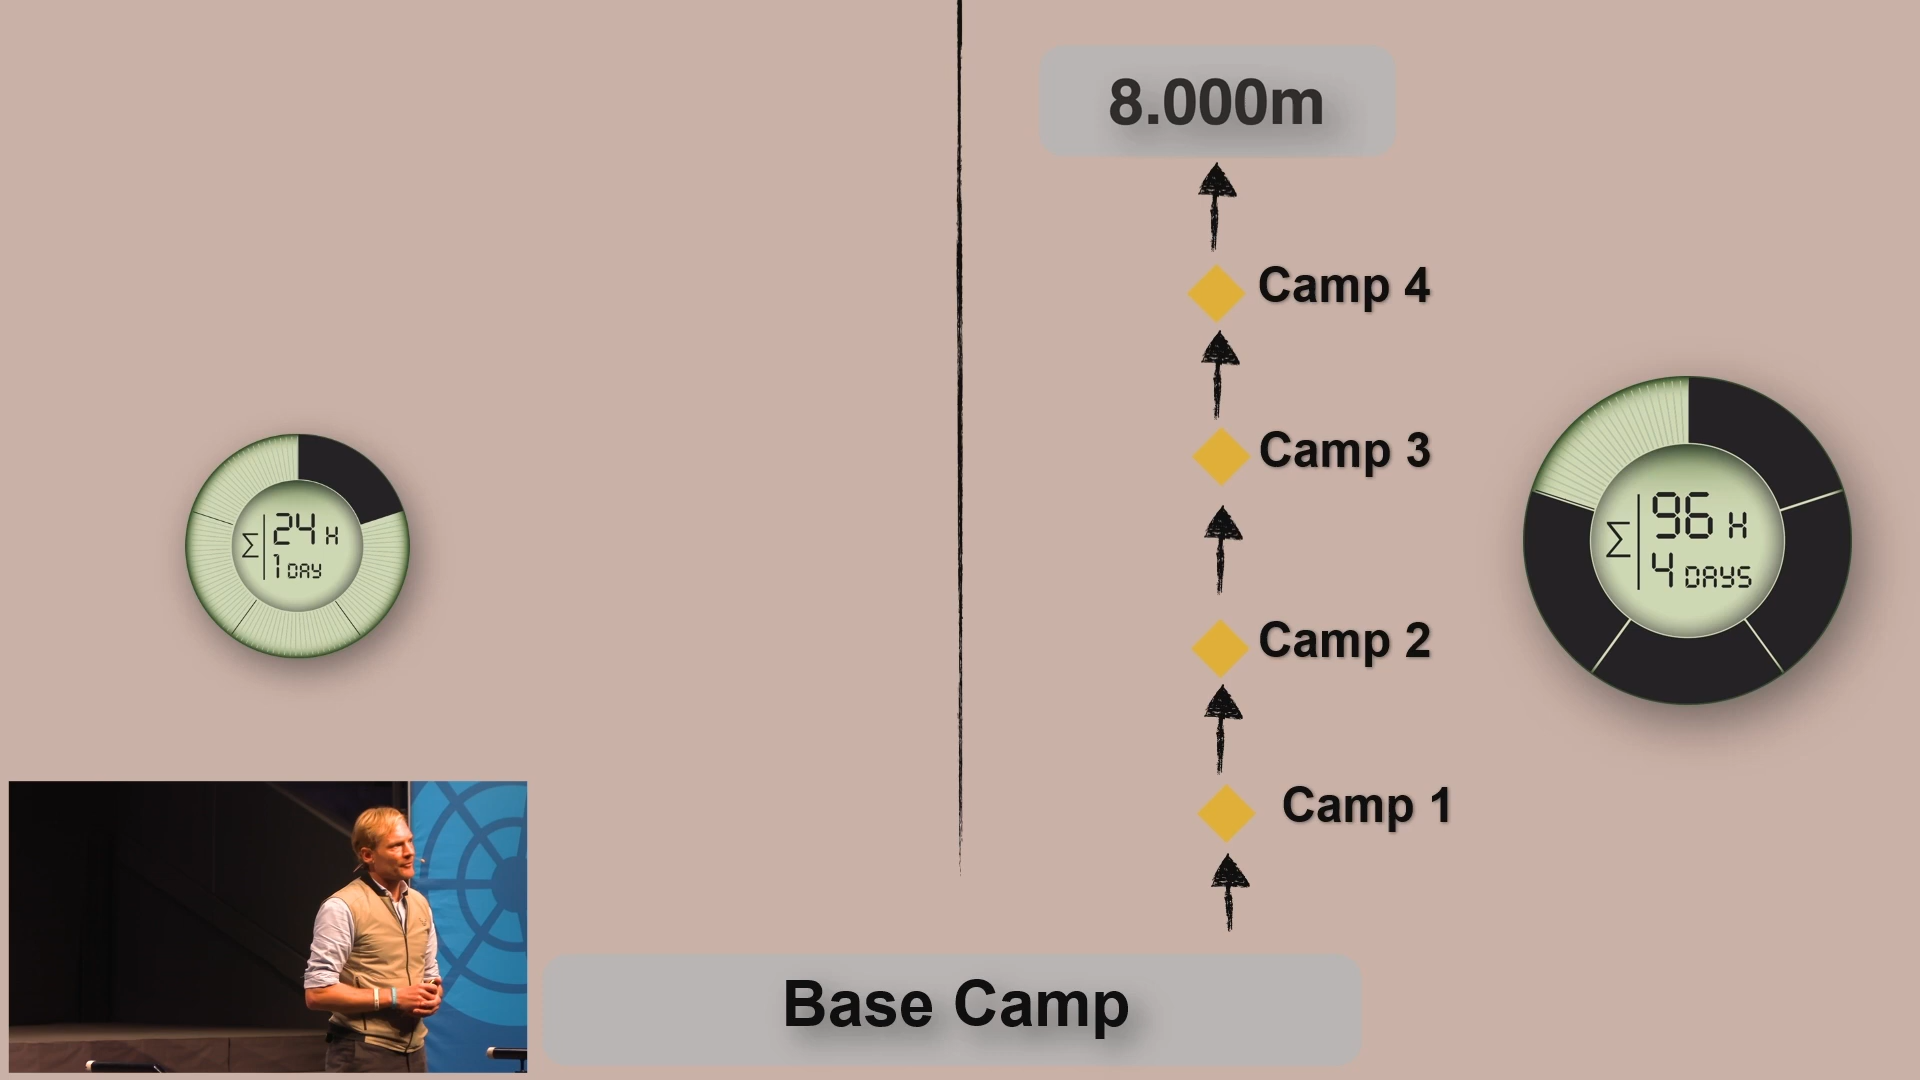 8.000m
Camp 4
Camp 3
Camp 2
Camp 1
Base Camp
Σ 24 H
1 DAY
Σ 96 H
4 DAYS